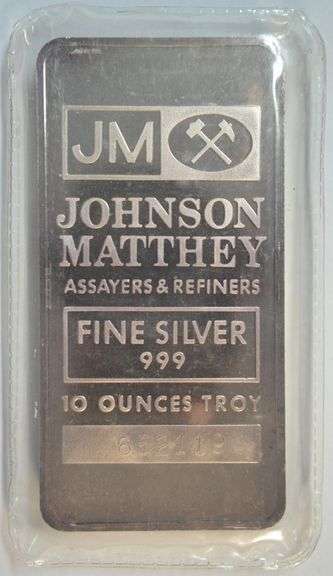 JM
JOHNSON
MATTHEY
ASSAYERS & REFINERS
FINE SILVER
999
10 OUNCES TROY